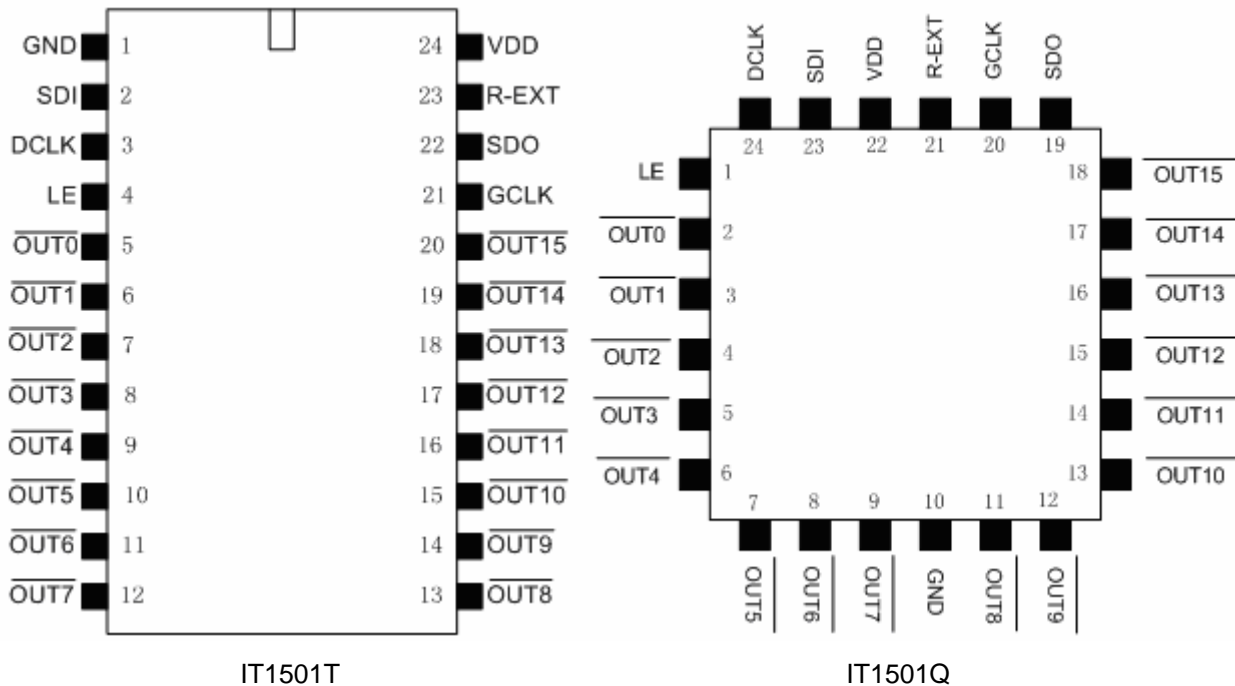 GND 1 24 VDD
SDI 2 23 R-EXT
DCLK 3 22 SDO
LE 4 21 GCLK
OUT0 5 20 OUT15
OUT1 6 19 OUT14
OUT2 7 18 OUT13
OUT3 8 17 OUT12
OUT4 9 16 OUT11
OUT5 10 15 OUT10
OUT6 11 14 OUT9
OUT7 12 13 OUT8
IT1501T
DCLK SDI VDD R-EXT GCLK SDO
24 23 22 21 20 19
LE 1 18 OUT15
OUT0 2 17 OUT14
OUT1 3 16 OUT13
OUT2 4 15 OUT12
OUT3 5 14 OUT11
OUT4 6 13 OUT10
7 8 9 10 11 12
OUT5 OUT6 OUT7 GND OUT8 OUT9
IT1501Q